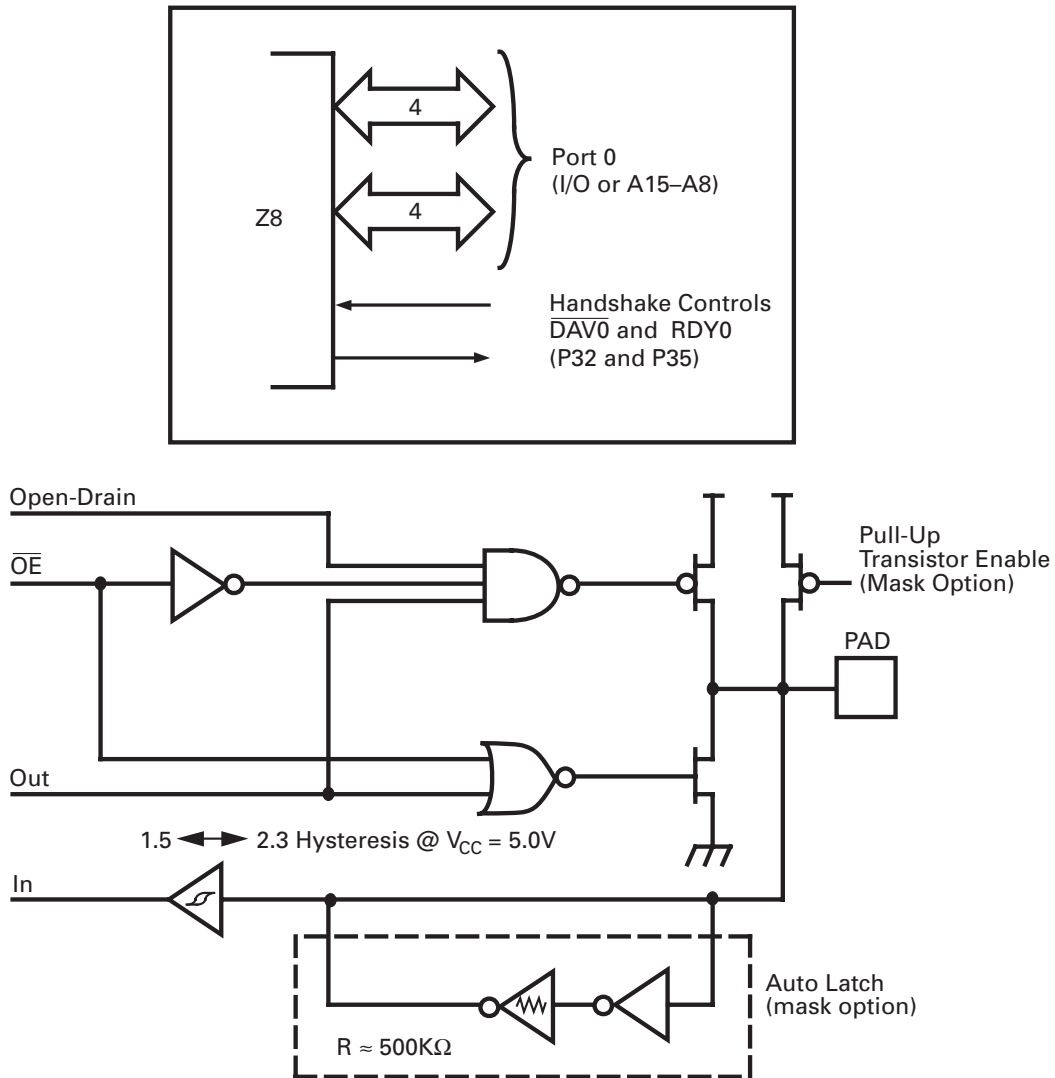 4
Port 0
(I/O or A15–A8)
4
Z8
Handshake Controls
D̅A̅V̅0̅ and RDY0
(P32 and P35)
Open-Drain
O̅E̅
Pull-Up
Transistor Enable
(Mask Option)
PAD
Out
1.5 2.3 Hysteresis @ VCC = 5.0V
In
Auto Latch
(mask option)
R ≈ 500KΩ